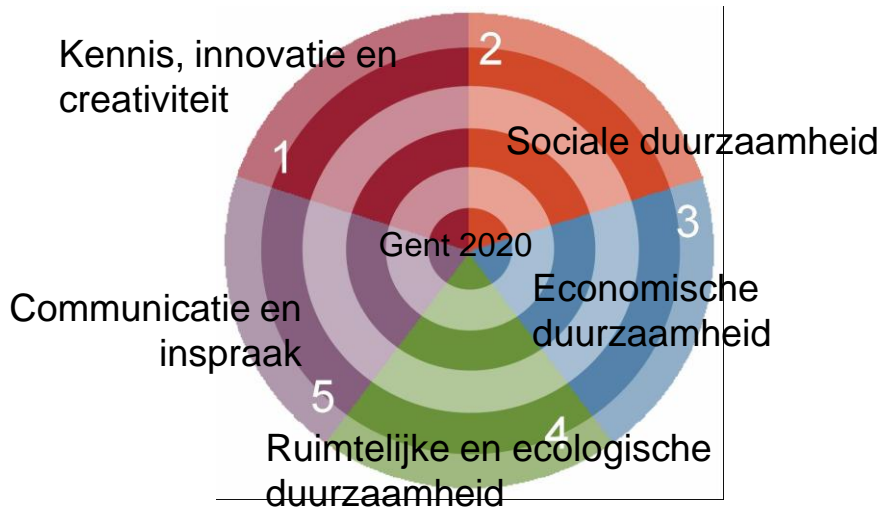 Kennis, innovatie en
creativiteit
1
2
Sociale duurzaamheid
3
Gent 2020
Economische
duurzaamheid
Communicatie en
inspraak
5
4
Ruimtelijke en ecologische
duurzaamheid